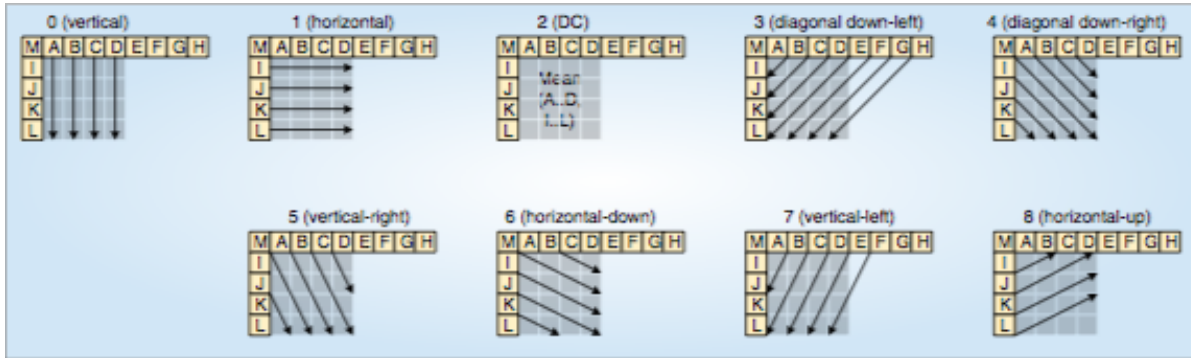 0 (vertical)
M A B C D E F G H
I
J
K
L
1 (horizontal)
M A B C D E F G H
I
J
K
L
2 (DC)
M A B C D E F G H
I
J
K
L
Mean
(A..D,
I..L)
3 (diagonal down-left)
M A B C D E F G H
I
J
K
L
4 (diagonal down-right)
M A B C D E F G H
I
J
K
L
5 (vertical-right)
M A B C D E F G H
I
J
K
L
6 (horizontal-down)
M A B C D E F G H
I
J
K
L
7 (vertical-left)
M A B C D E F G H
I
J
K
L
8 (horizontal-up)
M A B C D E F G H
I
J
K
L